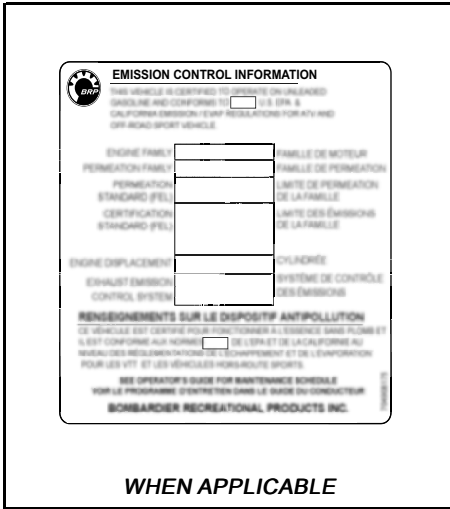 BRP
EMISSION CONTROL INFORMATION
THIS VEHICLE IS CERTIFIED TO OPERATE ON UNLEADED
GASOLINE AND CONFORMS TO U.S. EPA &
CALIFORNIA EMISSION / EVAP REGULATIONS FOR ATV AND
OFF-ROAD SPORT VEHICLE.
ENGINE FAMILY FAMILLE DE MOTEUR
PERMEATION FAMILY FAMILLE DE PERMEATION
PERMEATION LIMITE DE PERMEATION
STANDARD (FEL) DE LA FAMILLE
CERTIFICATION LIMITE DES ÉMISSIONS
STANDARD (FEL) DE LA FAMILLE
ENGINE DISPLACEMENT CYLINDRÉE
EXHAUST EMISSION SYSTÈME DE CONTRÔLE
CONTROL SYSTEM DES ÉMISSIONS
RENSEIGNEMENTS SUR LE DISPOSITIF ANTIPOLLUTION
CE VÉHICULE EST CERTIFIÉ POUR FONCTIONNER À L'ESSENCE SANS PLOMB ET
IL EST CONFORME AUX NORMES DE L'EPA ET DE LA CALIFORNIE AU
NIVEAU DES RÉGLEMENTATIONS DE L'ÉCHAPPEMENT ET DE L'ÉVAPORATION
POUR LES VTT ET LES VÉHICULES HORS-ROUTE SPORTS.
SEE OPERATOR'S GUIDE FOR MAINTENANCE SCHEDULE
VOIR LE PROGRAMME D'ENTRETIEN DANS LE GUIDE DU CONDUCTEUR
BOMBARDIER RECREATIONAL PRODUCTS INC.
WHEN APPLICABLE